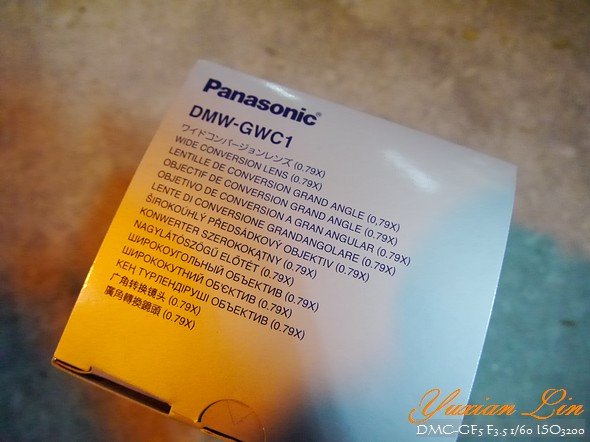 Panasonic®
DMW-GWC1
ワイドコンバージョンレンズ (0.79X)
WIDE CONVERSION LENS (0.79X)
LENTILLE DE CONVERSION GRAND ANGLE (0.79X)
OBJECTIF DE CONVERSION GRAND ANGLE (0.79X)
OBJETIVO DE CONVERSION A GRAN ANGULAR (0.79X)
LENTE DI CONVERSIONE GRANDANGOLARE (0.79X)
ŠIROKOÚHLÝ PŘEDSÁDKOVÝ OBJEKTIV (0.79X)
KONWERTER SZEROKOKĄTNY (0.79X)
NAGYLÁTÓSZÖGŰ ELŐTÉT (0.79X)
ШИРОКОУГОЛЬНЫЙ ОБЪЕКТИВ (0.79X)
ШИРОКОКУТНИЙ ОБ'ЄКТИВ (0.79X)
КЕҢ ТҮРЛЕНДІРУШІ ОБЪЕКТИВ (0.79X)
广角转换镜头 (0.79X)
廣角轉換鏡頭 (0.79X)
Yuxian Lin
DMC-GF5 F3.5 1/60 ISO3200